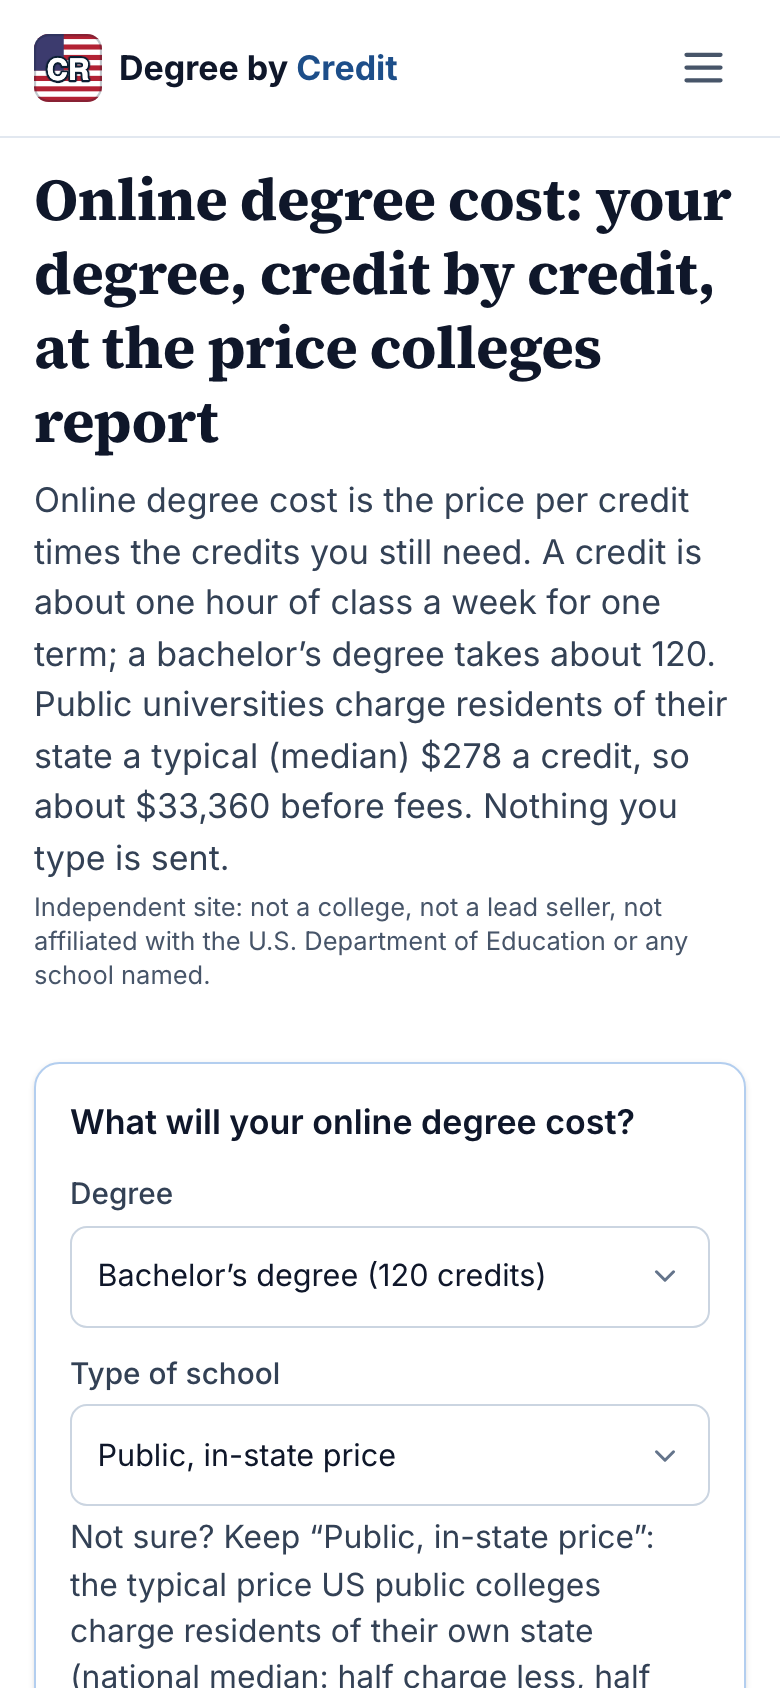 CR
Degree by Credit
Online degree cost: your
degree, credit by credit,
at the price colleges
report
Online degree cost is the price per credit
times the credits you still need. A credit is
about one hour of class a week for one
term; a bachelor’s degree takes about 120.
Public universities charge residents of their
state a typical (median) $278 a credit, so
about $33,360 before fees. Nothing you
type is sent.
Independent site: not a college, not a lead seller, not
affiliated with the U.S. Department of Education or any
school named.
What will your online degree cost?
Degree
Bachelor’s degree (120 credits)
Type of school
Public, in-state price
Not sure? Keep “Public, in-state price”:
the typical price US public colleges
charge residents of their own state
(national median: half charge less, half